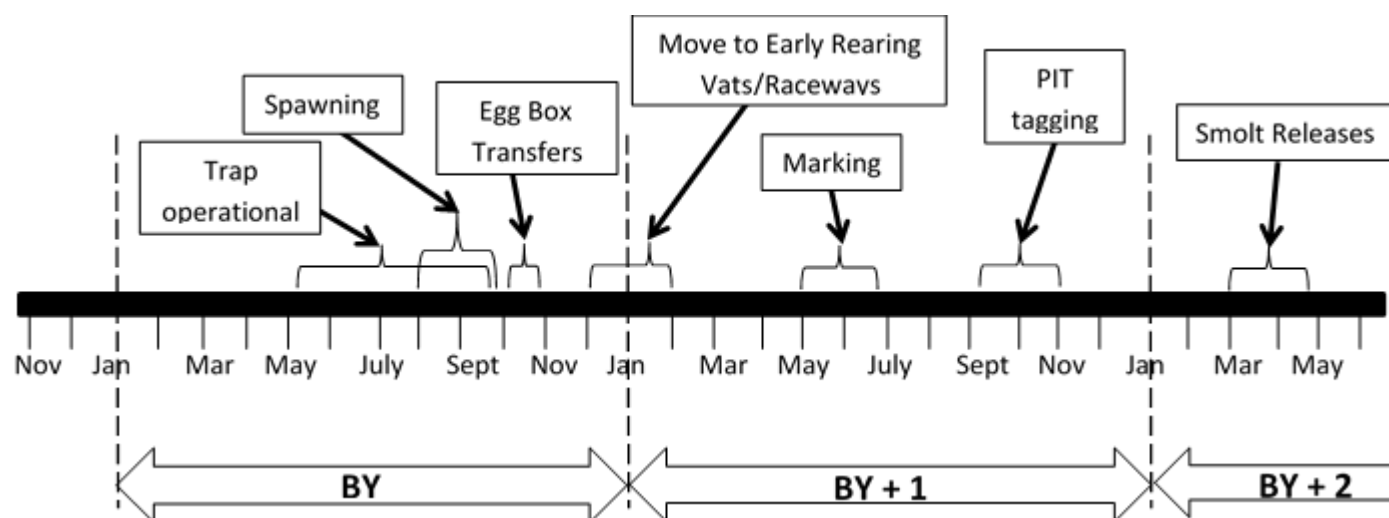 Move to Early Rearing
Vats/Raceways
PIT
tagging
Spawning
Egg Box
Transfers
Smolt Releases
Marking
Trap
operational
Nov Jan Mar May July Sept Nov Jan Mar May July Sept Nov Jan Mar May
BY BY + 1 BY + 2